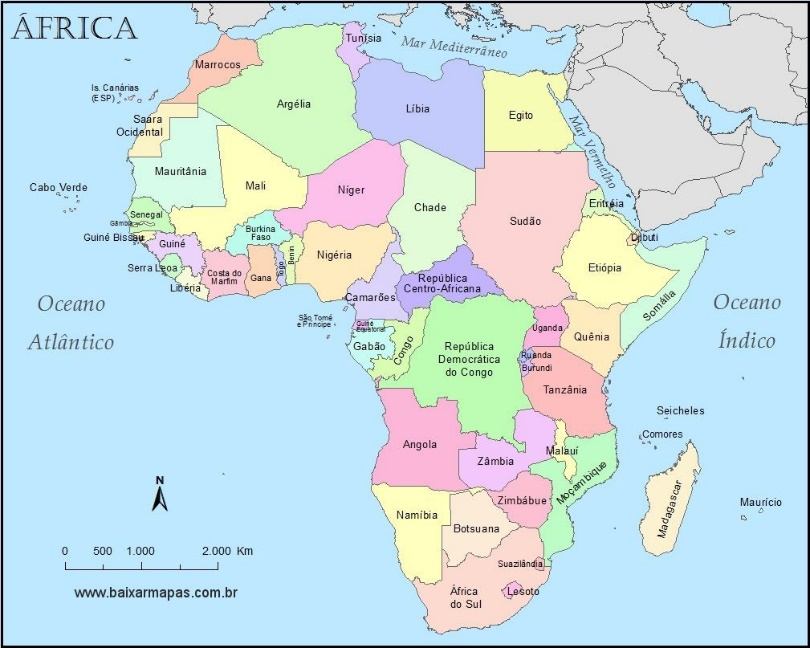 ÁFRICA
Mar Mediterrâneo
Tunísia
Marrocos
Is. Canárias
(ESP)
Argélia
Líbia
Egito
Saara
Ocidental
Mar Vermelho
Mauritânia
Mali
Níger
Chade
Sudão
Eritréia
Cabo Verde
Senegal
Gâmbia
Guiné Bissau
Guiné
Burkina
Faso
Benin
Togo
Nigéria
Djbuti
Etiópia
Somália
Serra Leoa
Libéria
Costa do
Marfim
Gana
Camarões
República
Centro-Africana
Oceano
Atlântico
Oceano
Índico
São Tomé
e Príncipe
Guiné
Equatorial
Gabão
Congo
República
Democrática
do Congo
Uganda
Quênia
Ruanda
Burundi
Tanzânia
Seicheles
Comores
Angola
Zâmbia
Malauí
Moçambique
Madagascar
Maurício
Zimbábue
Namíbia
Botsuana
Suazilândia
Lesoto
África
do Sul
N
0 500 1.000 2.000 Km
www.baixarmapas.com.br